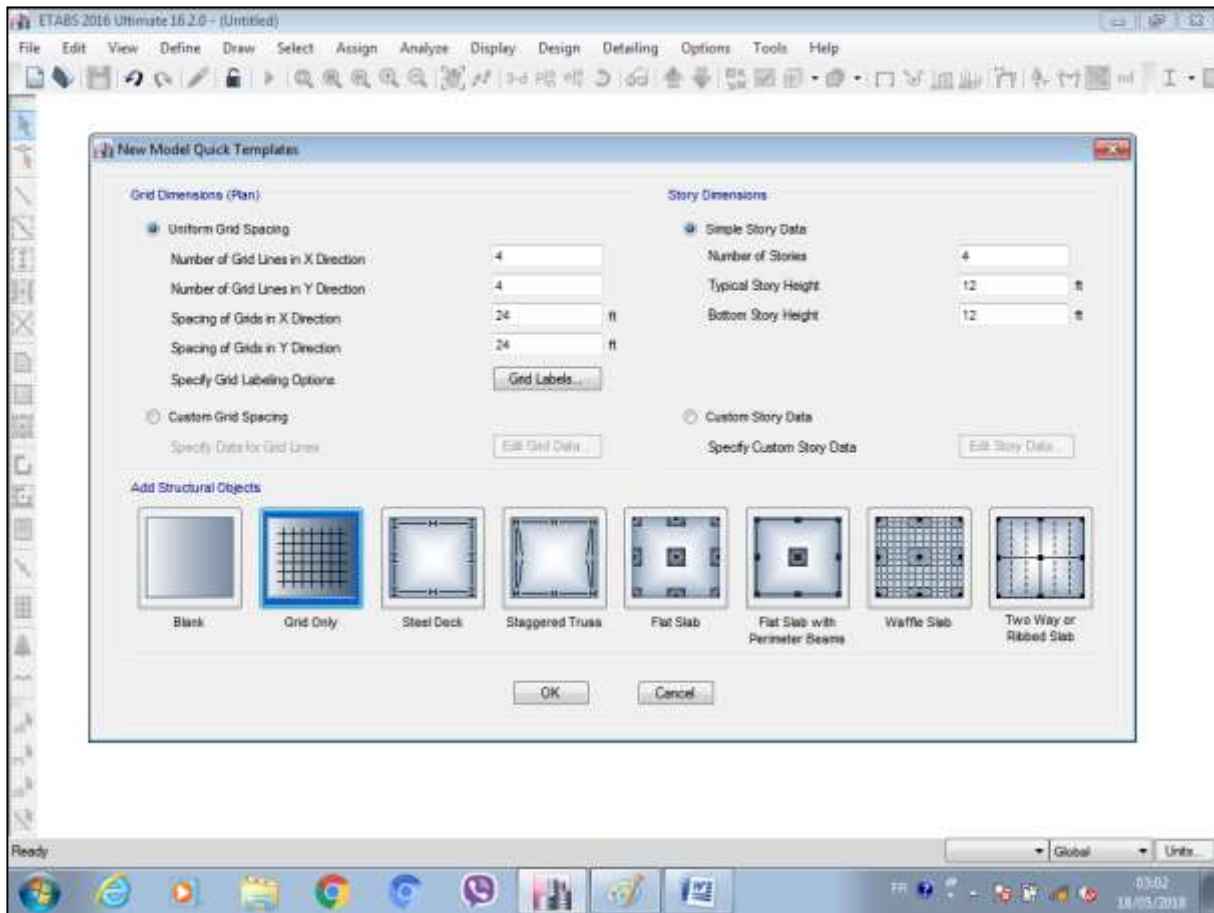 ETABS 2016 Ultimate 16.2.0 - (Untitled)
File Edit View Define Draw Select Assign Analyze Display Design Detailing Options Tools Help
3-d
nd
New Model Quick Templates
Grid Dimensions (Plan)
Uniform Grid Spacing
Number of Grid Lines in X Direction 4
Number of Grid Lines in Y Direction 4
Spacing of Grids in X Direction 24 ft
Spacing of Grids in Y Direction 24 ft
Specify Grid Labeling Options Grid Labels...
Custom Grid Spacing
Specify Data for Grid Lines Edit Grid Data...
Story Dimensions
Simple Story Data
Number of Stories 4
Typical Story Height 12 ft
Bottom Story Height 12 ft
Custom Story Data
Specify Custom Story Data Edit Story Data...
Add Structural Objects
Blank
Grid Only
Steel Deck
Staggered Truss
Flat Slab
Flat Slab with
Perimeter Beams
Waffle Slab
Two Way or
Ribbed Slab
OK Cancel
Ready Global Units...
FR 03:02
18/05/2018